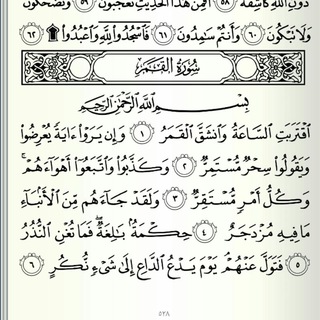 دُونِ ٱللَّهِ كَاشِفَةٌ ٥٨ أَفَمِنْ هَٰذَا ٱلْحَدِيثِ تَعْجَبُونَ ٥٩ وَتَضْحَكُونَ
وَلَا تَبْكُونَ ٦٠ وَأَنتُمْ سَٰمِدُونَ ٦١ فَٱسْجُدُوا۟ لِلَّهِ وَٱعْبُدُوا۟ ۩ ٦٢
سُورَةُ ٱلْقَمَرِ
بِسْمِ ٱللَّهِ ٱلرَّحْمَٰنِ ٱلرَّحِيمِ
ٱقْتَرَبَتِ ٱلسَّاعَةُ وَٱنشَقَّ ٱلْقَمَرُ ١ وَإِن يَرَوْا۟ ءَايَةً يُعْرِضُوا۟
وَيَقُولُوا۟ سِحْرٌ مُّسْتَمِرٌّ ٢ وَكَذَّبُوا۟ وَٱتَّبَعُوٓا۟ أَهْوَآءَهُمْ ۚ
وَكُلُّ أَمْرٍ مُّسْتَقِرٌّ ٣ وَلَقَدْ جَآءَهُم مِّنَ ٱلْأَنۢبَآءِ
مَا فِيهِ مُزْدَجَرٌ ٤ حِكْمَةٌۢ بَٰلِغَةٌ ۖ فَمَا تُغْنِ ٱلنُّذُرُ
٥ فَتَوَلَّ عَنْهُمْ ۘ يَوْمَ يَدْعُ ٱلدَّاعِ إِلَىٰ شَىْءٍ نُّكُرٍ ٦
٥٢٨